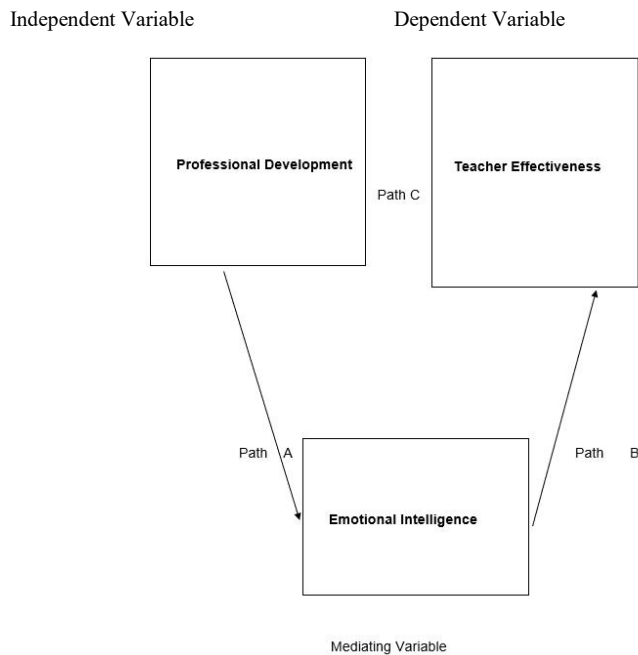 Independent Variable Dependent Variable
Professional Development
Teacher Effectiveness
Path C
Path A
Path B
Emotional Intelligence
Mediating Variable